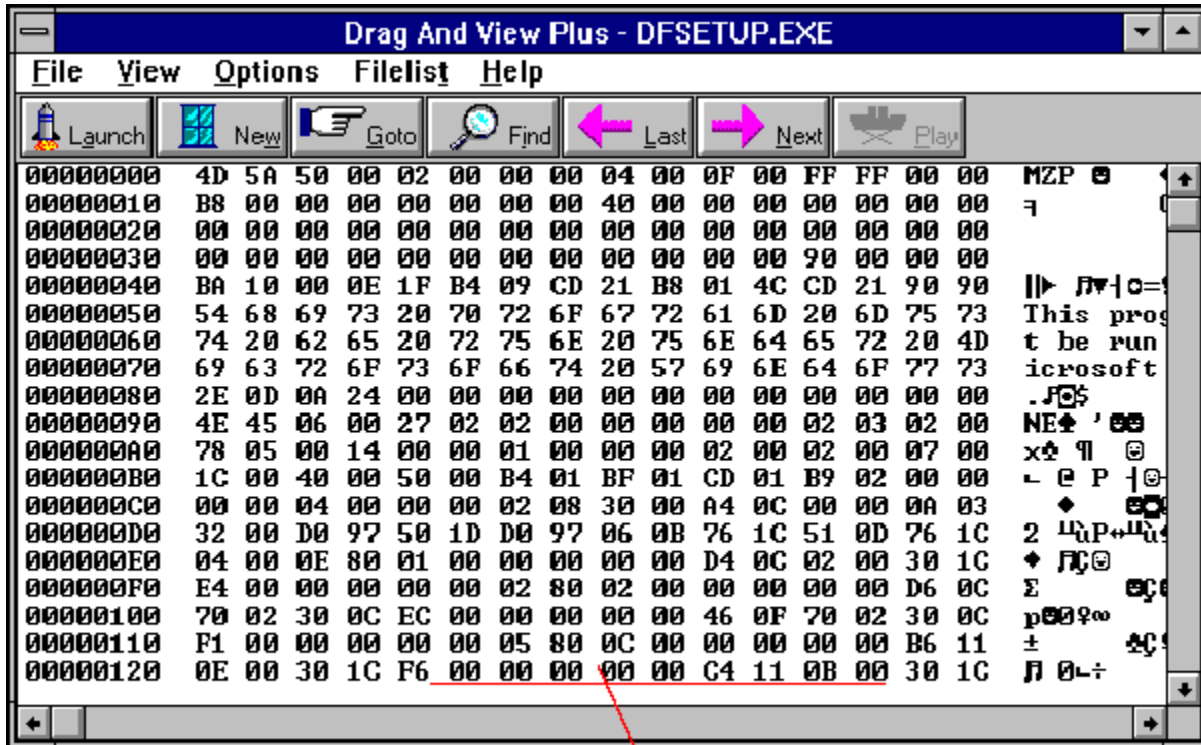 Drag And View Plus - DFSETUP.EXE
File View Options Filelist Help
Launch New Goto Find Last Next Play
00000000 4D 5A 50 00 02 00 00 00 04 00 0F 00 FF FF 00 00 MZP
00000010 B8 00 00 00 00 00 00 00 40 00 00 00 00 00 00 00
00000020 00 00 00 00 00 00 00 00 00 00 00 00 00 00 00 00
00000030 00 00 00 00 00 00 00 00 00 00 00 00 90 00 00 00
00000040 BA 10 00 0E 1F B4 09 CD 21 B8 01 4C CD 21 90 90
00000050 54 68 69 73 20 70 72 6F 67 72 61 6D 20 6D 75 73 This prog
00000060 74 20 62 65 20 72 75 6E 20 75 6E 64 65 72 20 4D t be run
00000070 69 63 72 6F 73 6F 66 74 20 57 69 6E 64 6F 77 73 icrosoft
00000080 2E 0D 0A 24 00 00 00 00 00 00 00 00 00 00 00 00 .♪◙$
00000090 4E 45 06 00 27 02 02 00 00 00 00 00 02 03 02 00 NE♠ '☻☻
000000A0 78 05 00 14 00 00 01 00 00 00 02 00 02 00 07 00 x♣ ¶ ☺
000000B0 1C 00 40 00 50 00 B4 01 BF 01 CD 01 B9 02 00 00 ∟ @ P ┤☺
000000C0 00 00 04 00 00 00 02 08 30 00 A4 0C 00 00 0A 03 ♦ ☻◘0
000000D0 32 00 D0 97 50 1D D0 97 06 0B 76 1C 51 0D 76 1C 2 ╨ùP↔╨ù♠
000000E0 04 00 0E 80 01 00 00 00 00 00 D4 0C 02 00 30 1C ♦ ♫Ç☺
000000F0 E4 00 00 00 00 00 02 80 02 00 00 00 00 00 D6 0C Σ ☻Ç☻
00000100 70 02 30 0C EC 00 00 00 00 00 46 0F 70 02 30 0C p☻0♀∞
00000110 F1 00 00 00 00 00 05 80 0C 00 00 00 00 00 B6 11 ± ♣Ç♀
00000120 0E 00 30 1C F6 00 00 00 00 00 C4 11 0B 00 30 1C ♫ 0∟÷